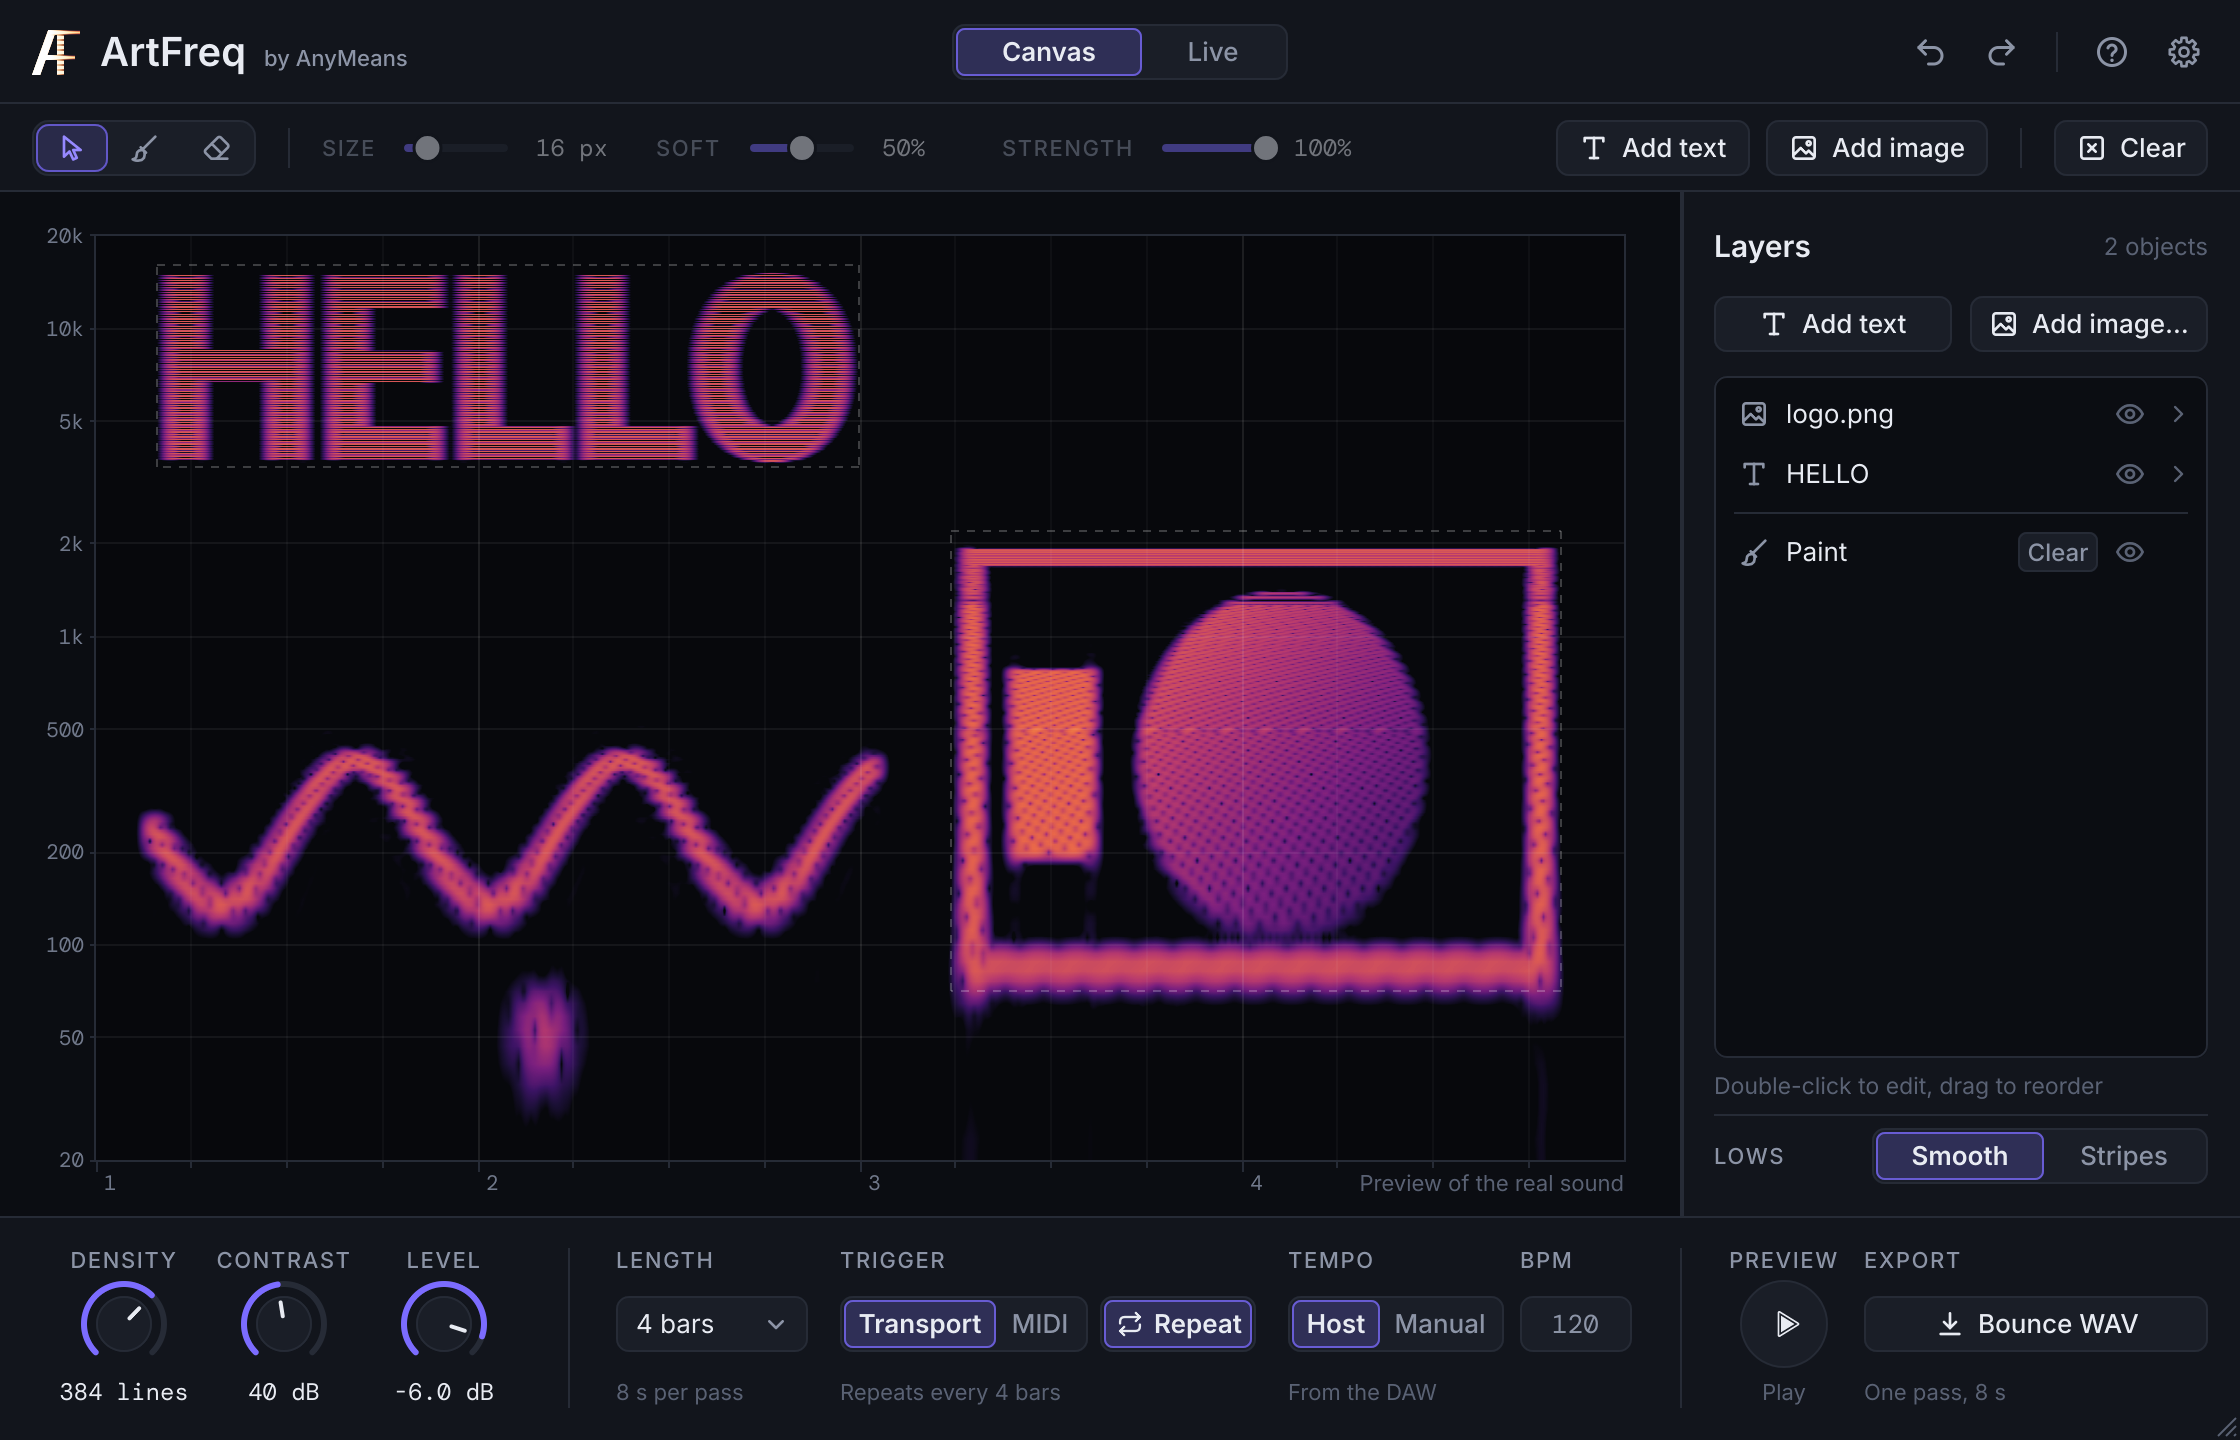 ArtFreq by AnyMeans
Canvas Live
SIZE 16 px SOFT 50% STRENGTH 100%
Add text Add image Clear
20k
10k
5k
2k
1k
500
200
100
50
20
HELLO
1 2 3 4 Preview of the real sound
Layers 2 objects
Add text Add image...
logo.png
HELLO
Paint Clear
Double-click to edit, drag to reorder
LOWS Smooth Stripes
DENSITY CONTRAST LEVEL LENGTH TRIGGER TEMPO BPM PREVIEW EXPORT
4 bars Transport MIDI Repeat Host Manual 120 Bounce WAV
384 lines 40 dB -6.0 dB 8 s per pass Repeats every 4 bars From the DAW Play One pass, 8 s